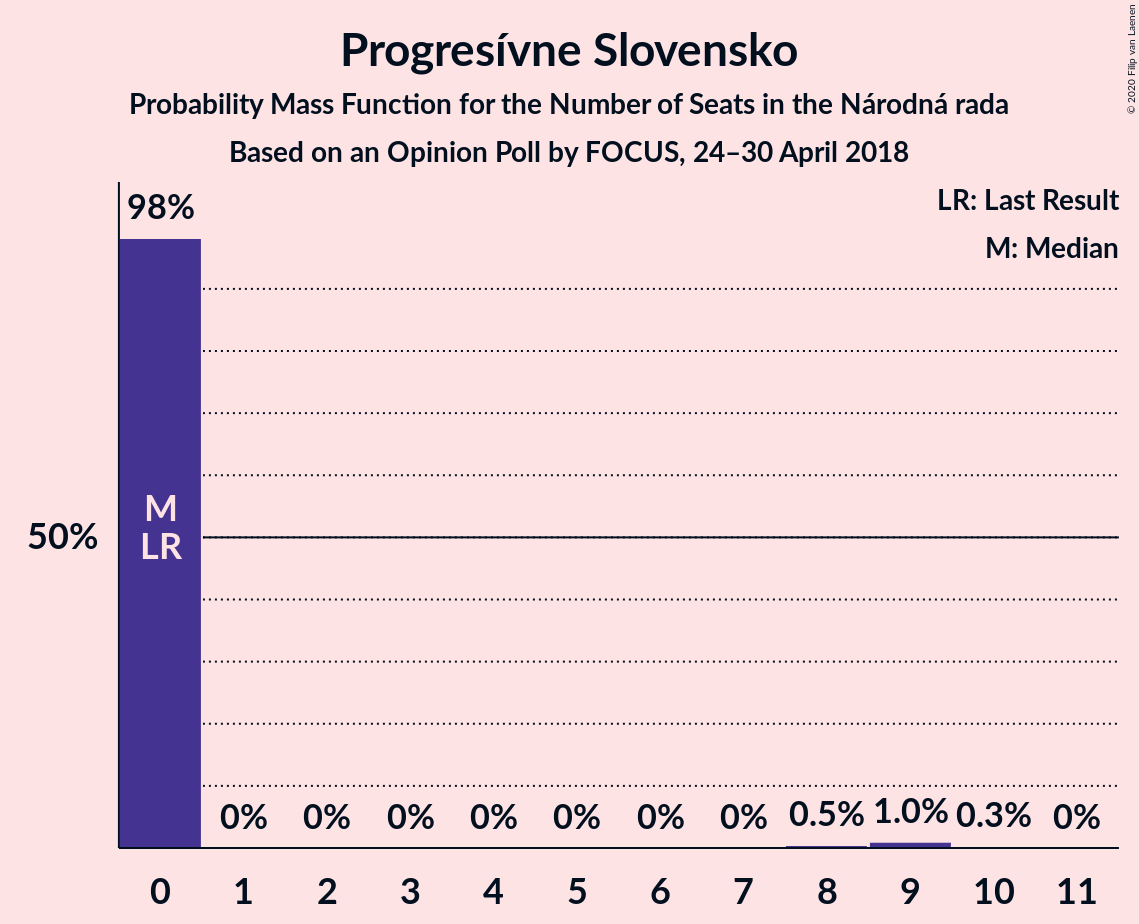 Progresívne Slovensko
Probability Mass Function for the Number of Seats in the Národná rada
Based on an Opinion Poll by FOCUS, 24–30 April 2018
© 2020 Filip van Laenen
LR: Last Result
M: Median
98%
M
LR
50%
0% 0% 0% 0% 0% 0% 0% 0.5% 1.0% 0.3% 0%
0 1 2 3 4 5 6 7 8 9 10 11